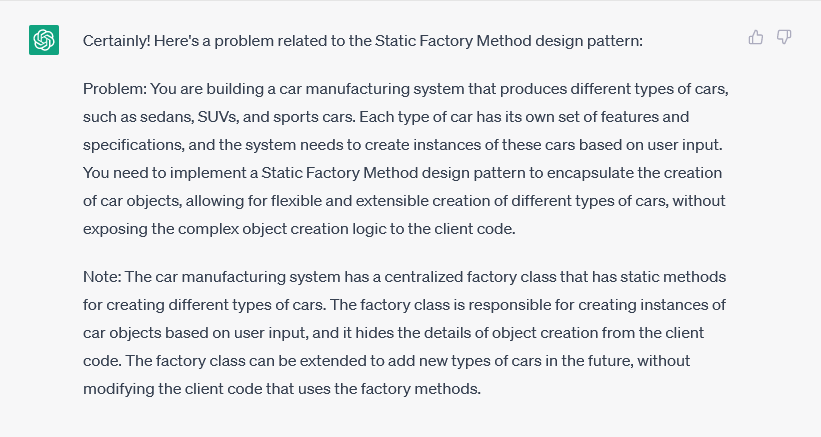 Certainly! Here's a problem related to the Static Factory Method design pattern:
Problem: You are building a car manufacturing system that produces different types of cars,
such as sedans, SUVs, and sports cars. Each type of car has its own set of features and
specifications, and the system needs to create instances of these cars based on user input.
You need to implement a Static Factory Method design pattern to encapsulate the creation
of car objects, allowing for flexible and extensible creation of different types of cars, without
exposing the complex object creation logic to the client code.
Note: The car manufacturing system has a centralized factory class that has static methods
for creating different types of cars. The factory class is responsible for creating instances of
car objects based on user input, and it hides the details of object creation from the client
code. The factory class can be extended to add new types of cars in the future, without
modifying the client code that uses the factory methods.